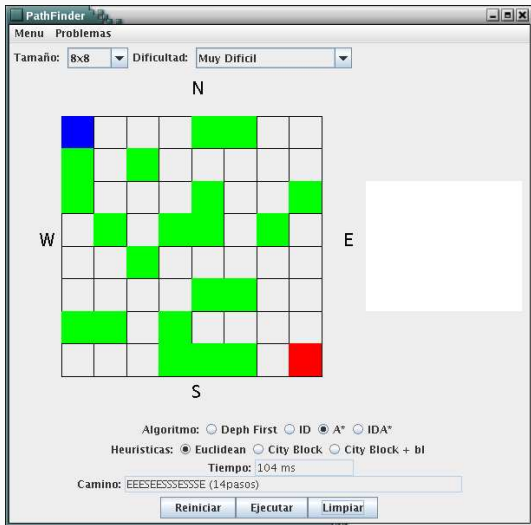 PathFinder
Menu Problemas
Tamaño: 8x8 Dificultad: Muy Dificil
N
W E
S
Algoritmo: Deph First ID A* IDA*
Heuristicas: Euclidean City Block City Block + bl
Tiempo: 104 ms
Camino: EEESEESSSESSSE (14pasos)
Reiniciar Ejecutar Limpiar